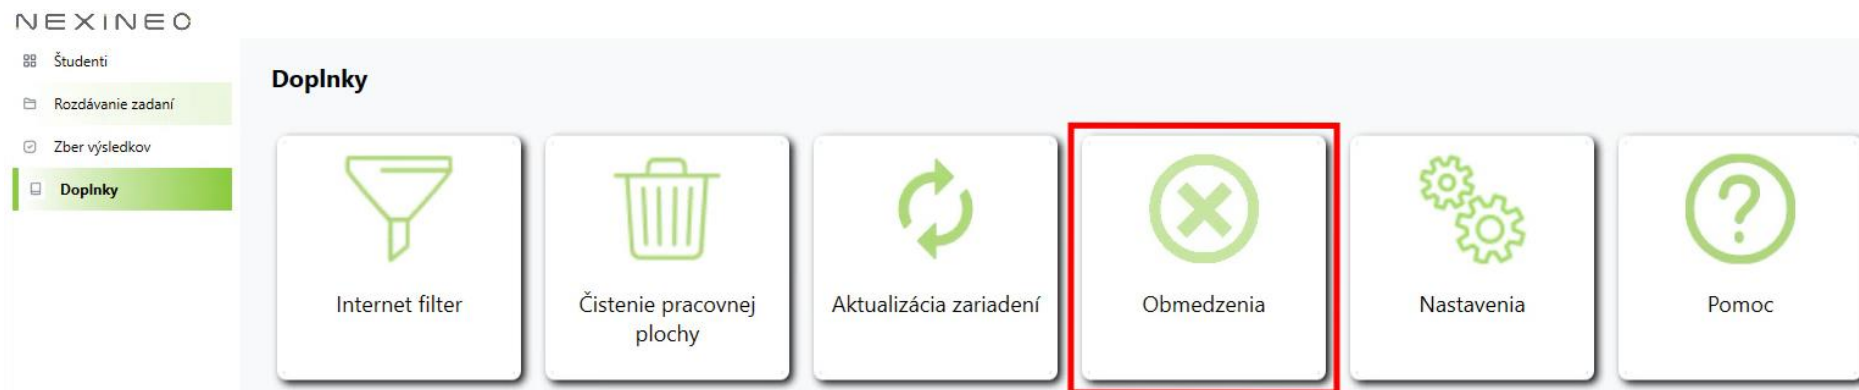 NEXINEO
Študenti
Rozdávanie zadaní
Zber výsledkov
Doplnky
Doplnky
Internet filter
Čistenie pracovnej
plochy
Aktualizácia zariadení
Obmedzenia
Nastavenia
Pomoc